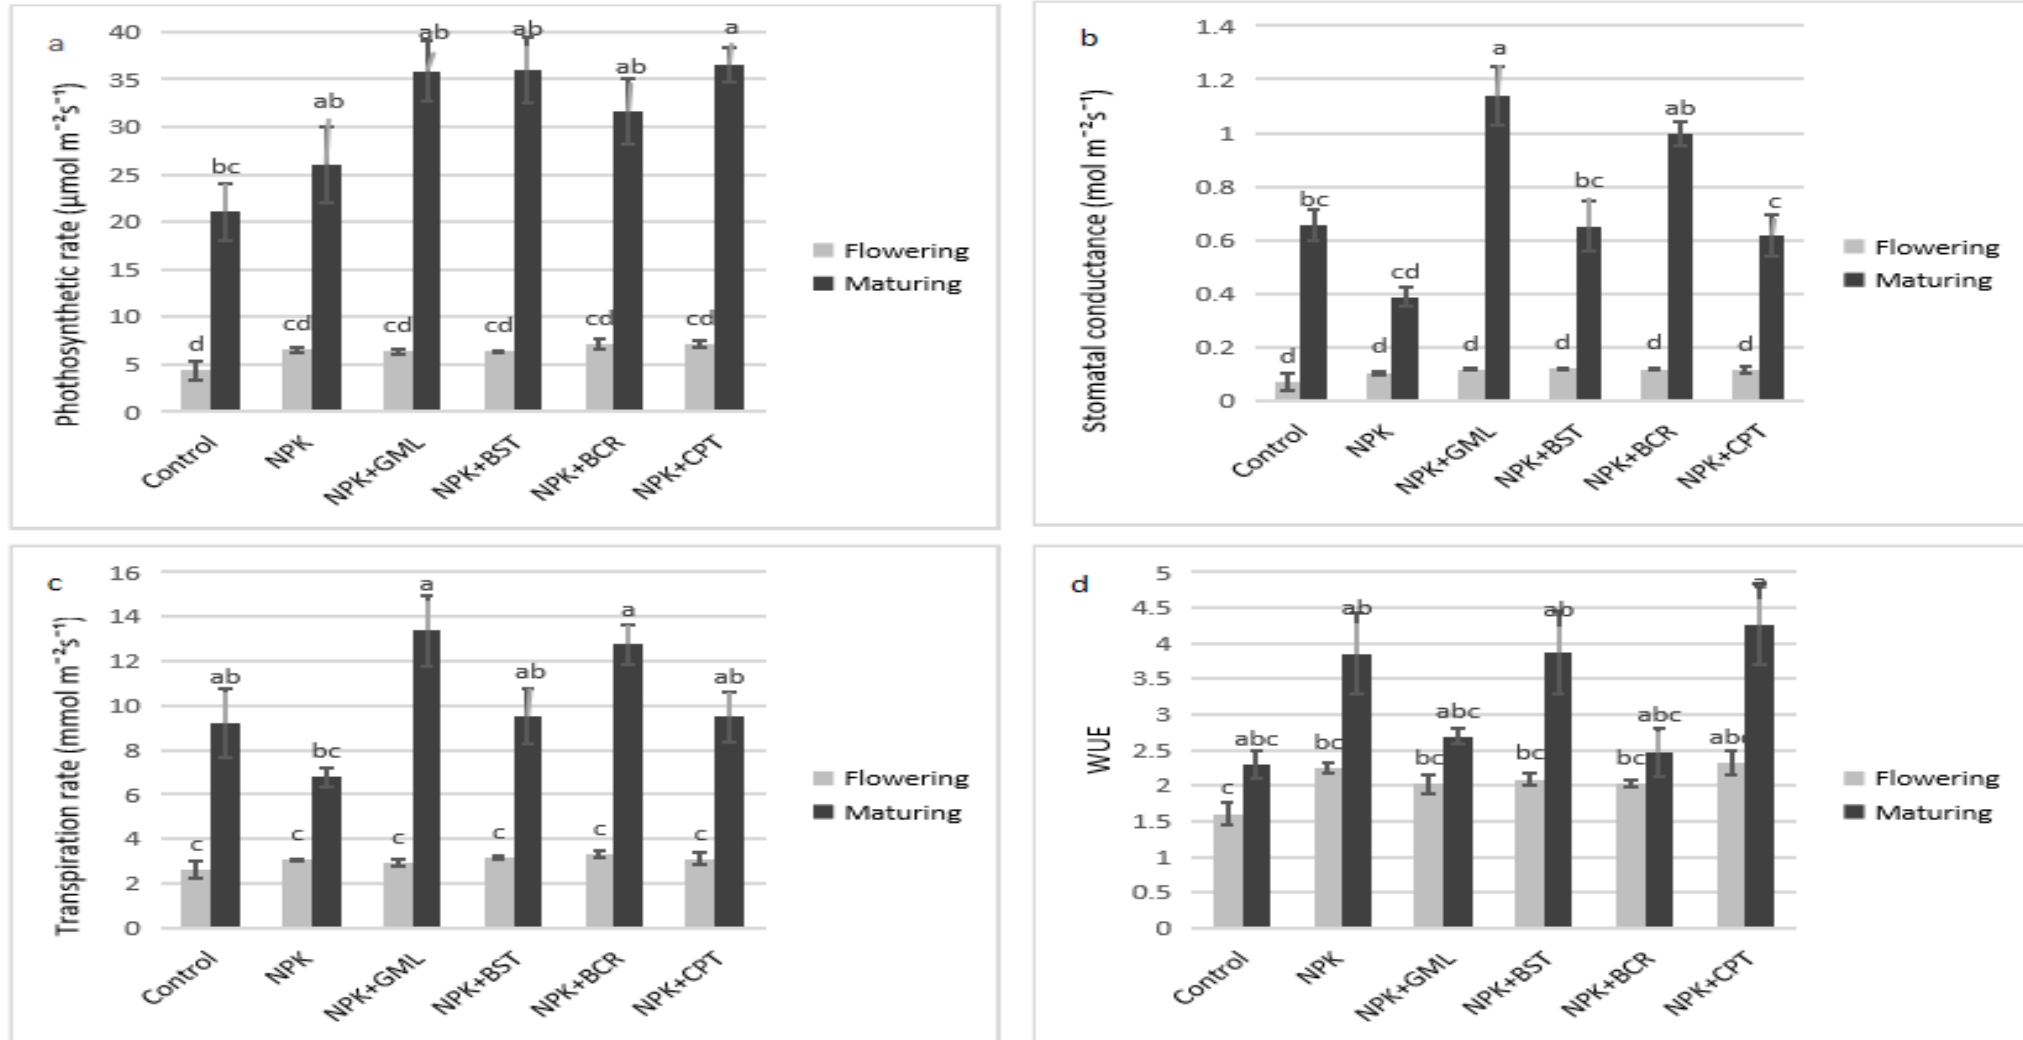 a
Phothosynthetic rate (µmol m⁻²s⁻¹)
40
35
30
25
20
15
10
5
0
d
bc
cd
ab
cd
ab
cd
ab
cd
ab
cd
a
Control
NPK
NPK+GML
NPK+BST
NPK+BCR
NPK+CPT
Flowering
Maturing
b
Stomatal conductance (mol m⁻²s⁻¹)
1.4
1.2
1
0.8
0.6
0.4
0.2
0
d
bc
d
cd
d
a
d
bc
d
ab
d
c
Control
NPK
NPK+GML
NPK+BST
NPK+BCR
NPK+CPT
Flowering
Maturing
c
Transpiration rate (mmol m⁻²s⁻¹)
16
14
12
10
8
6
4
2
0
c
ab
c
bc
c
a
c
ab
c
a
c
ab
Control
NPK
NPK+GML
NPK+BST
NPK+BCR
NPK+CPT
Flowering
Maturing
d
WUE
5
4.5
4
3.5
3
2.5
2
1.5
1
0.5
0
c
abc
bc
ab
bc
abc
bc
ab
bc
abc
abc
a
Control
NPK
NPK+GML
NPK+BST
NPK+BCR
NPK+CPT
Flowering
Maturing